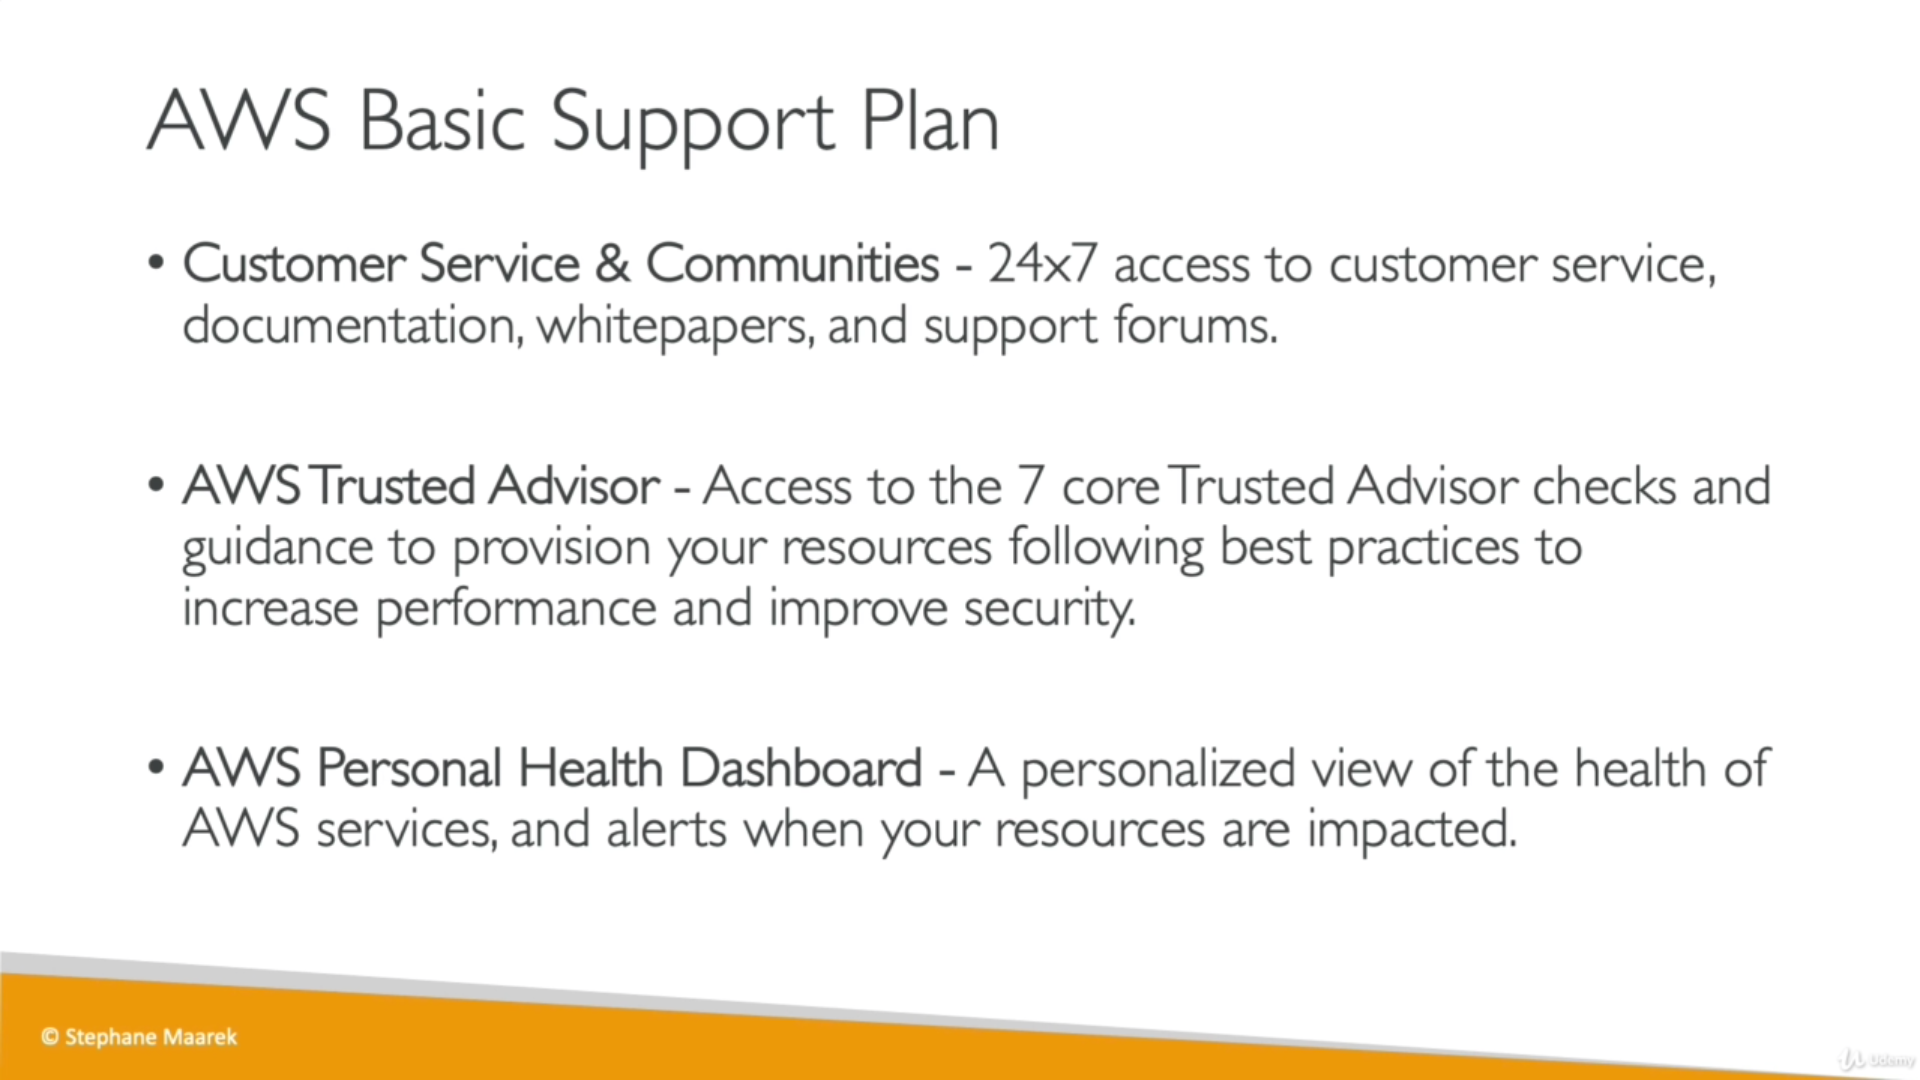 AWS Basic Support Plan
• Customer Service & Communities - 24x7 access to customer service,
documentation, whitepapers, and support forums.
• AWS Trusted Advisor - Access to the 7 core Trusted Advisor checks and
guidance to provision your resources following best practices to
increase performance and improve security.
• AWS Personal Health Dashboard - A personalized view of the health of
AWS services, and alerts when your resources are impacted.
© Stephane Maarek
Udemy